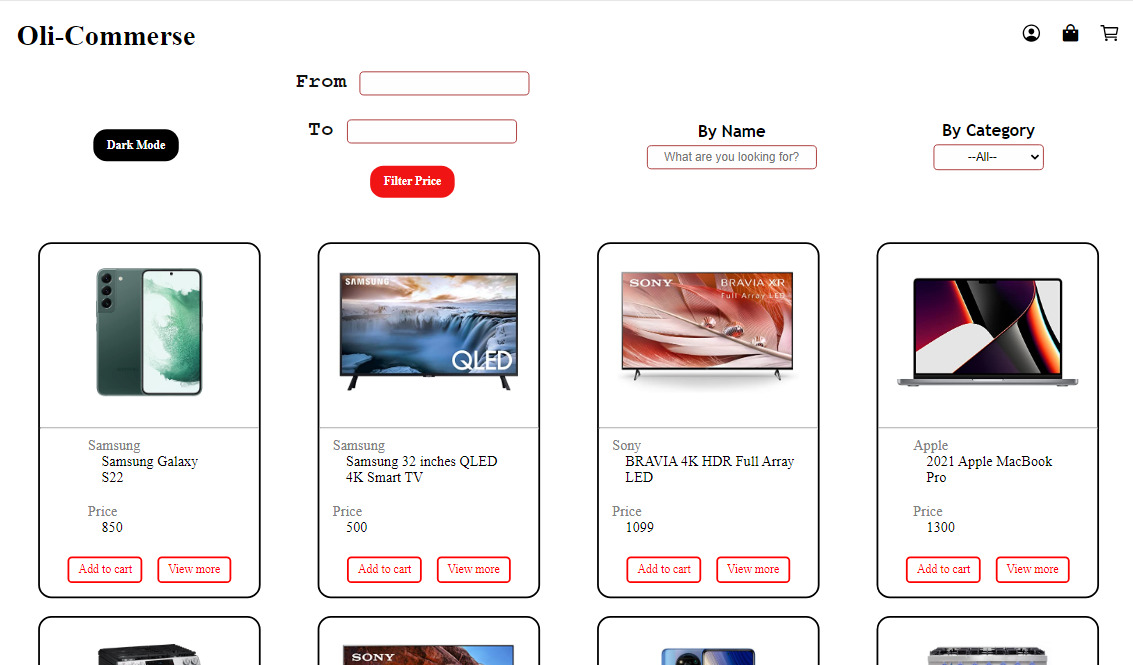 Oli-Commerse
From
To
Filter Price
Dark Mode
By Name
What are you looking for?
By Category
--All--
Samsung
Samsung Galaxy
S22
Price
850
Add to cart
View more
SAMSUNG
QLED
Samsung
Samsung 32 inches QLED
4K Smart TV
Price
500
Add to cart
View more
SONY
BRAVIA XR
Full Array LED
Sony
BRAVIA 4K HDR Full Array
LED
Price
1099
Add to cart
View more
Apple
2021 Apple MacBook
Pro
Price
1300
Add to cart
View more
SONY